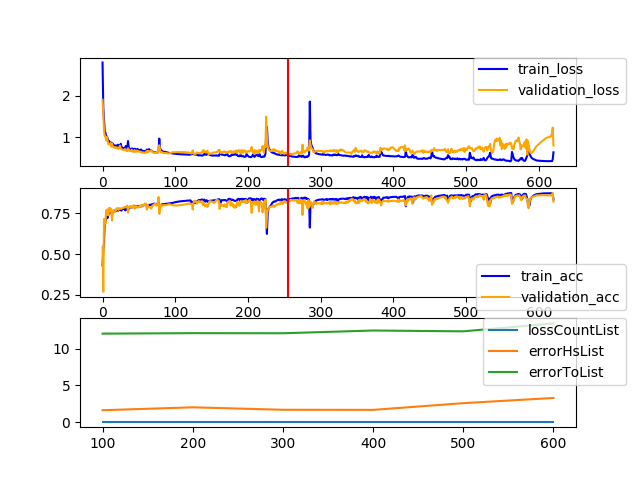 train_loss
validation_loss
2
1
0 100 200 300 400 500 600
0.75
0.50
0.25
train_acc
validation_acc
0 100 200 300 400 500 600
10
5
0
lossCountList
errorHsList
errorToList
100 200 300 400 500 600